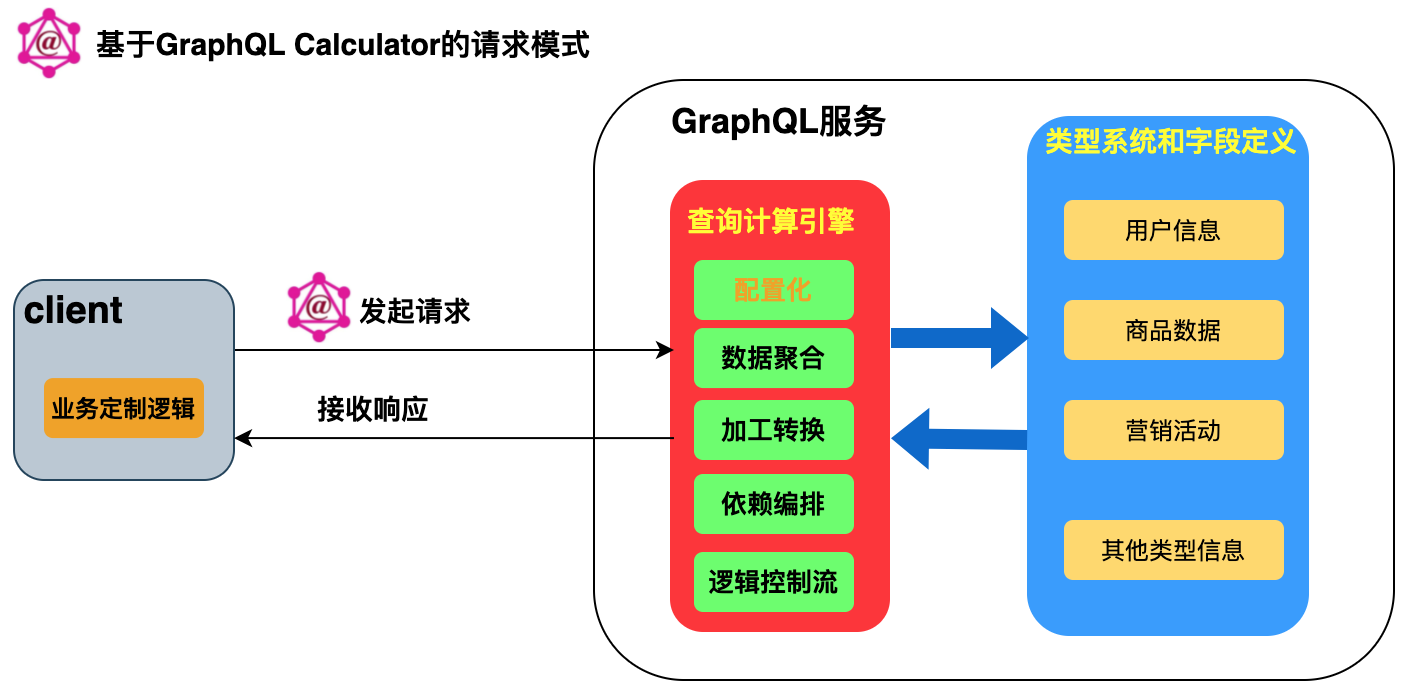 @ 基于GraphQL Calculator的请求模式
GraphQL服务
类型系统和字段定义
查询计算引擎
用户信息
配置化
client
@ 发起请求
商品数据
数据聚合
业务定制逻辑
接收响应
加工转换
营销活动
依赖编排
其他类型信息
逻辑控制流